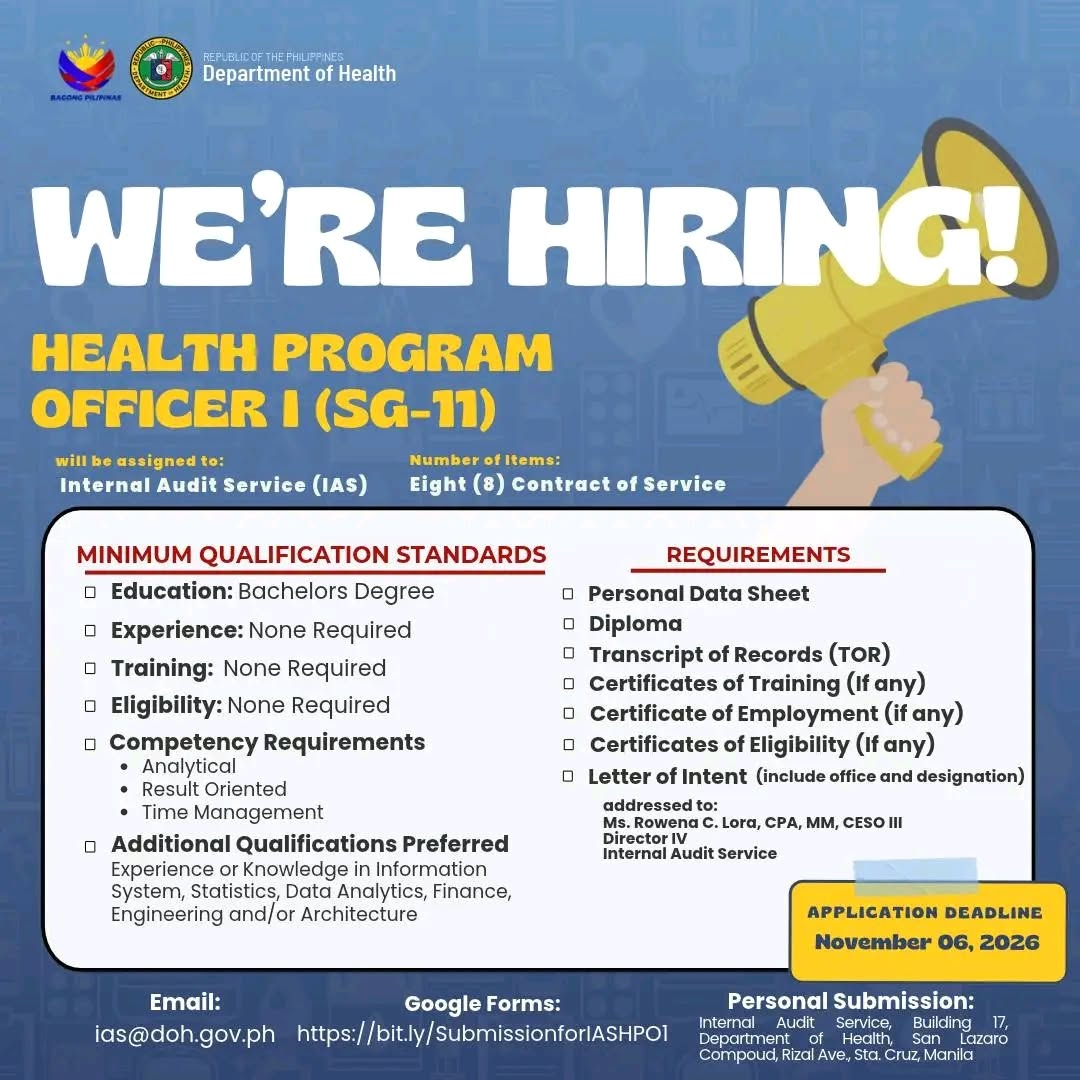 BAGONG PILIPINAS
REPUBLIC OF THE PHILIPPINES
Department of Health
WE'RE HIRING!
HEALTH PROGRAM
OFFICER I (SG-11)
will be assigned to:
Internal Audit Service (IAS)
Number of Items:
Eight (8) Contract of Service
MINIMUM QUALIFICATION STANDARDS
Education: Bachelors Degree
Experience: None Required
Training: None Required
Eligibility: None Required
Competency Requirements
• Analytical
• Result Oriented
• Time Management
Additional Qualifications Preferred
Experience or Knowledge in Information
System, Statistics, Data Analytics, Finance,
Engineering and/or Architecture
REQUIREMENTS
Personal Data Sheet
Diploma
Transcript of Records (TOR)
Certificates of Training (If any)
Certificate of Employment (if any)
Certificates of Eligibility (If any)
Letter of Intent (include office and designation)
addressed to:
Ms. Rowena C. Lora, CPA, MM, CESO III
Director IV
Internal Audit Service
APPLICATION DEADLINE
November 06, 2026
Email:
ias@doh.gov.ph
Google Forms:
https://bit.ly/SubmissionforIASHPO1
Personal Submission:
Internal Audit Service, Building 17,
Department of Health, San Lazaro
Compoud, Rizal Ave., Sta. Cruz, Manila